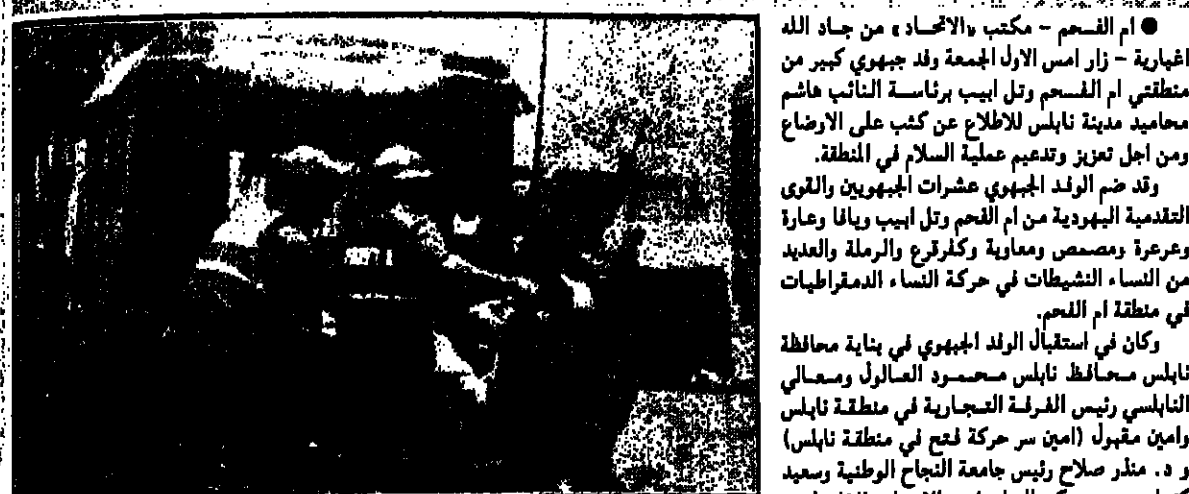 ● ام الفحم - مكتب «الاتحاد» من جاد الله
اغبارية - زار امس الاول الجمعة وفد جبهوي كبير من
منطقتي ام الفحم وتل ابيب برئاسة النائب هاشم
محاميد مدينة نابلس للاطلاع عن كثب على الاوضاع
ومن اجل تعزيز وتدعيم عملية السلام في المنطقة.
وقد ضم الوفد الجبهوي عشرات الجبهويين والقوى
التقدمية اليهودية من ام الفحم وتل ابيب ويافا وعارة
وعرعرة ومصمص ومعاوية وكفرقرع والرملة والعديد
من النساء النشيطات في حركة النساء الدمقراطيات
في منطقة ام الفحم.
وكان في استقبال الوفد الجبهوي في بناية محافظة
نابلس محافظ نابلس محمود العالول ومعالي
النابلسي رئيس الغرفة التجارية في منطقة نابلس
وامين مقبول (امين سر حركة فتح في منطقة نابلس)
و د. منذر صلاح رئيس جامعة النجاح الوطنية وسعيد